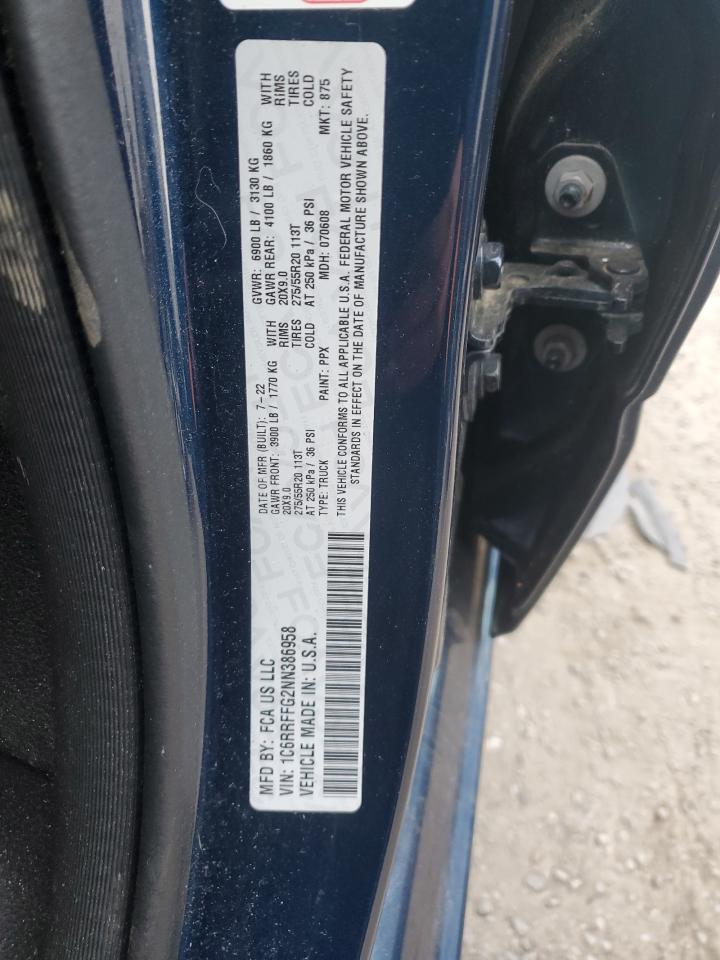 MFD BY: FCA US LLC
VIN: 1C6RRFFG2NN386958
VEHICLE MADE IN: U.S.A.
DATE OF MFR (BUILT): 7-22 GVWR: 6900 LB / 3130 KG
GAWR FRONT: 3900 LB / 1770 KG WITH GAWR REAR: 4100 LB / 1860 KG WITH
20X9.0 RIMS 20X9.0 RIMS
275/55R20 113T TIRES 275/55R20 113T TIRES
AT 250 kPa / 36 PSI COLD AT 250 kPa / 36 PSI COLD
TYPE: TRUCK PAINT: PPX MDH: 070608 MKT: 875
THIS VEHICLE CONFORMS TO ALL APPLICABLE U.S.A. FEDERAL MOTOR VEHICLE SAFETY
STANDARDS IN EFFECT ON THE DATE OF MANUFACTURE SHOWN ABOVE.